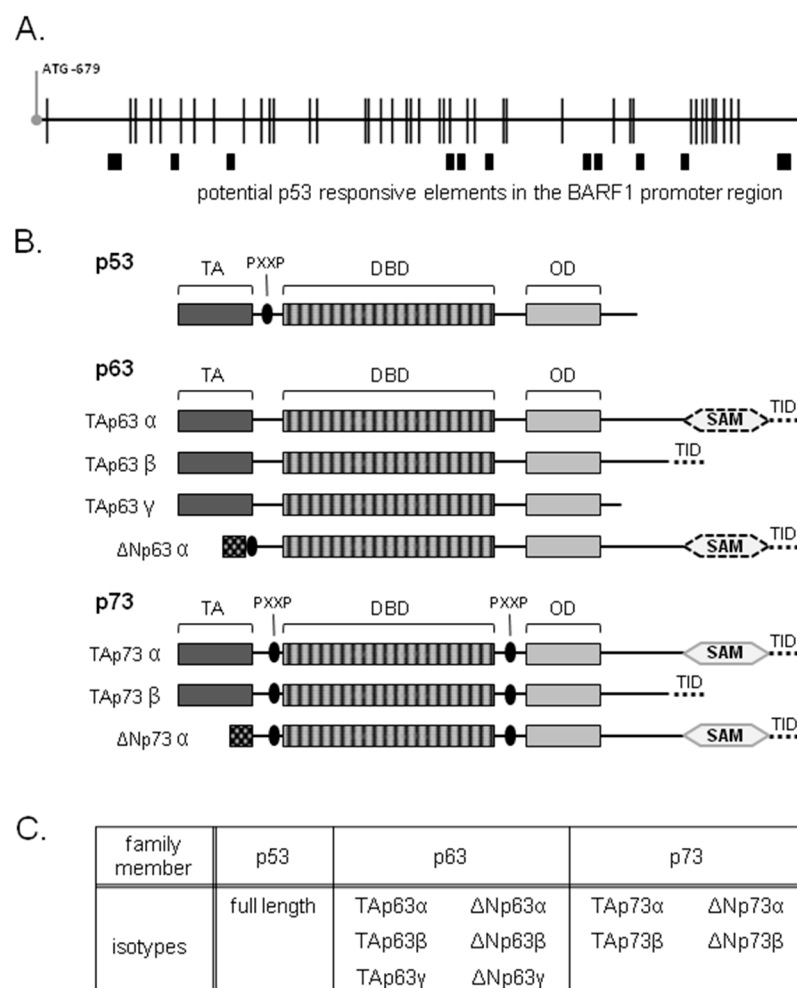 A.
ATG -679
potential p53 responsive elements in the BARF1 promoter region
B.
p53
TA PXXP DBD OD
p63
TA DBD OD
TAp63 α SAM TID
TAp63 β TID
TAp63 γ
ΔNp63 α SAM TID
p73
TA PXXP DBD PXXP OD
TAp73 α SAM TID
TAp73 β TID
ΔNp73 α SAM TID
C.
family member p53 p63 p73
isotypes full length TAp63α ΔNp63α TAp73α ΔNp73α
TAp63β ΔNp63β TAp73β ΔNp73β
TAp63γ ΔNp63γ